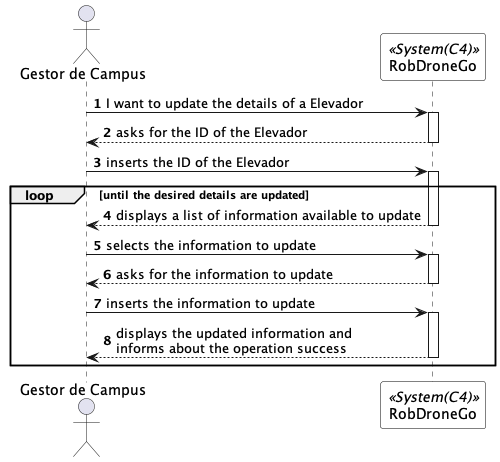 Gestor de Campus
«System(C4)»
RobDroneGo
1 I want to update the details of a Elevador
2 asks for the ID of the Elevador
3 inserts the ID of the Elevador
loop [until the desired details are updated]
4 displays a list of information available to update
5 selects the information to update
6 asks for the information to update
7 inserts the information to update
8 displays the updated information and
informs about the operation success
Gestor de Campus
«System(C4)»
RobDroneGo